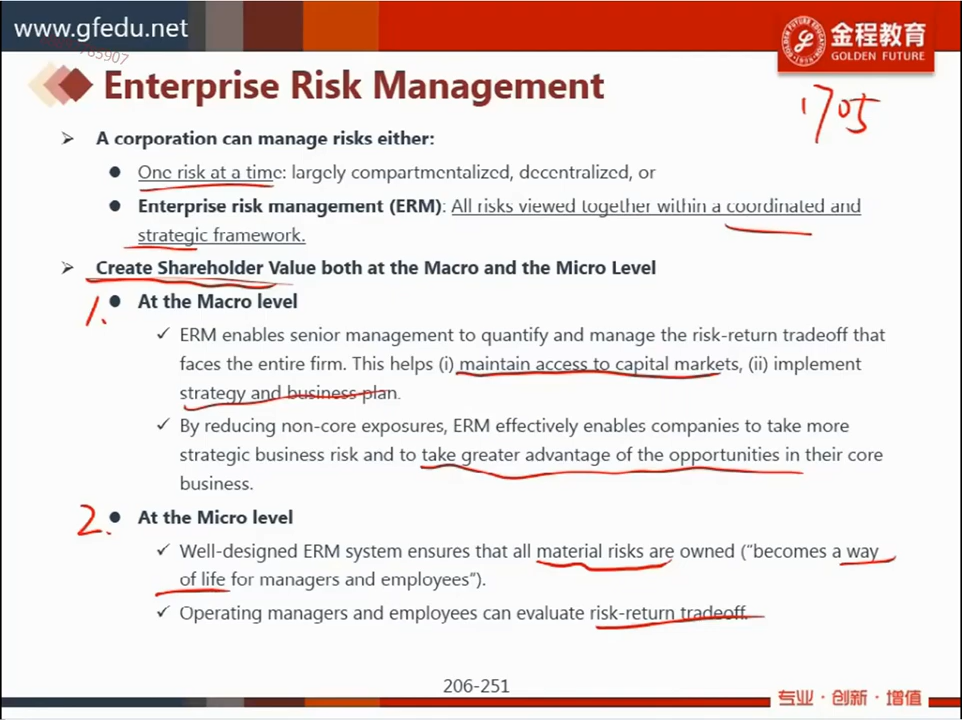 www.gfedu.net
金程教育
GOLDEN FUTURE
Enterprise Risk Management
1705
➢ A corporation can manage risks either:
● One risk at a time: largely compartmentalized, decentralized, or
● Enterprise risk management (ERM): All risks viewed together within a coordinated and
strategic framework.
➢ Create Shareholder Value both at the Macro and the Micro Level
1. ● At the Macro level
✓ ERM enables senior management to quantify and manage the risk-return tradeoff that
faces the entire firm. This helps (i) maintain access to capital markets, (ii) implement
strategy and business plan.
✓ By reducing non-core exposures, ERM effectively enables companies to take more
strategic business risk and to take greater advantage of the opportunities in their core
business.
2. ● At the Micro level
✓ Well-designed ERM system ensures that all material risks are owned (“becomes a way
of life for managers and employees”).
✓ Operating managers and employees can evaluate risk-return tradeoff.
206-251
专业·创新·增值